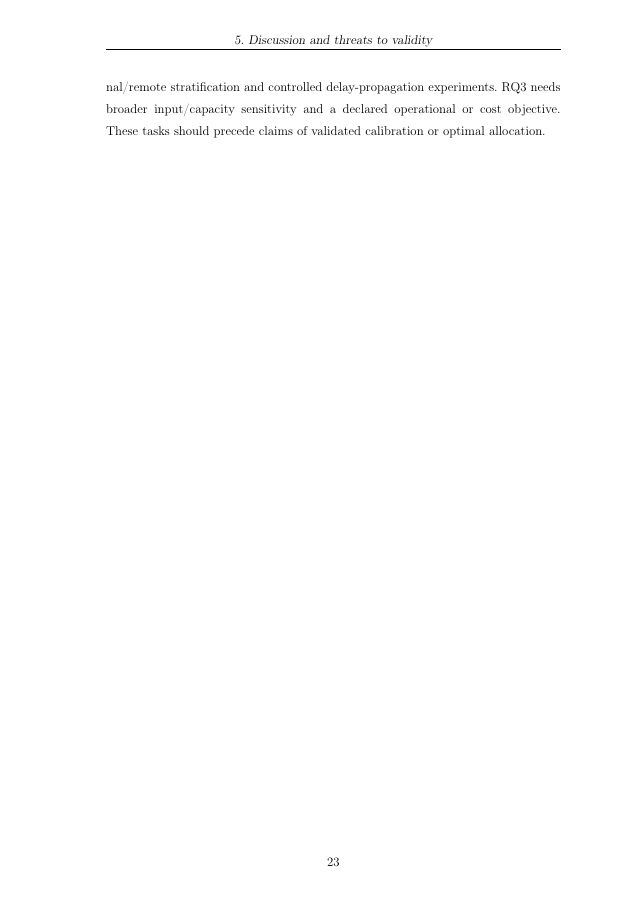 5. Discussion and threats to validity
nal/remote stratification and controlled delay-propagation experiments. RQ3 needs
broader input/capacity sensitivity and a declared operational or cost objective.
These tasks should precede claims of validated calibration or optimal allocation.
23